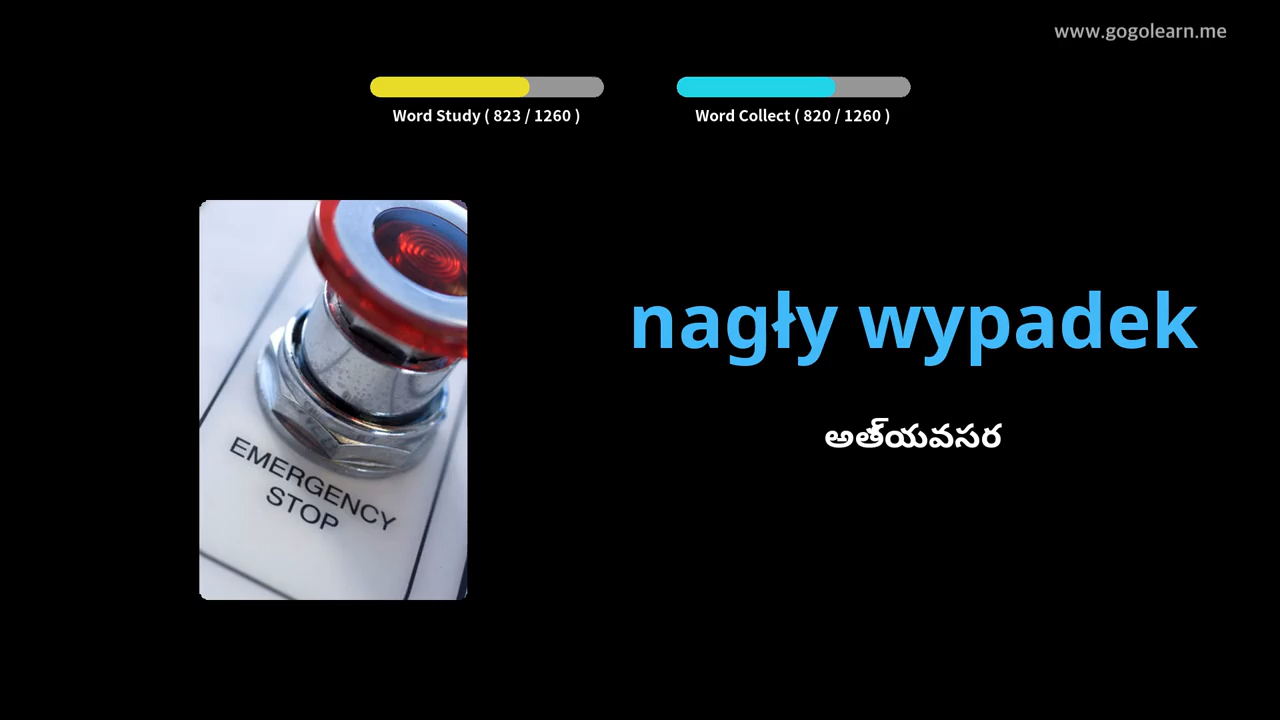 www.gogolearn.me
Word Study ( 823 / 1260 )
Word Collect ( 820 / 1260 )
nagły wypadek
అత్యవసర
EMERGENCY
STOP